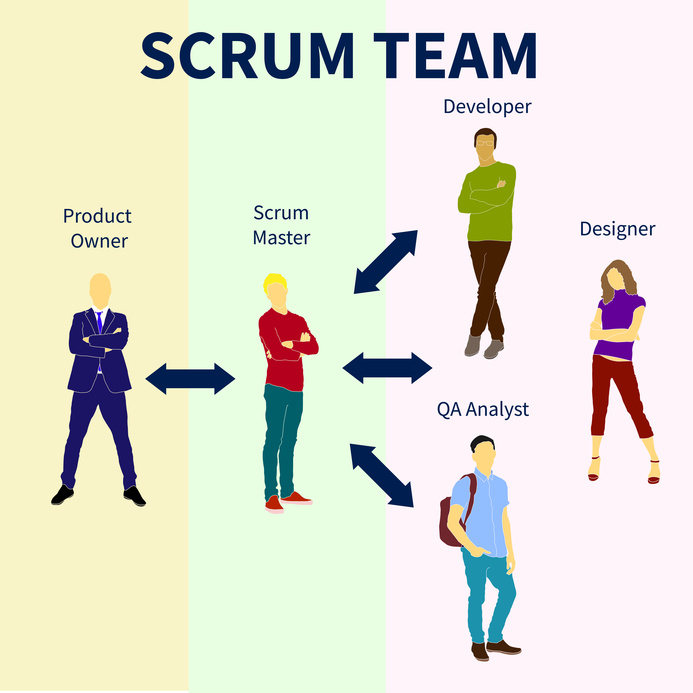 SCRUM TEAM
Developer
Product
Owner
Scrum
Master
Designer
QA Analyst